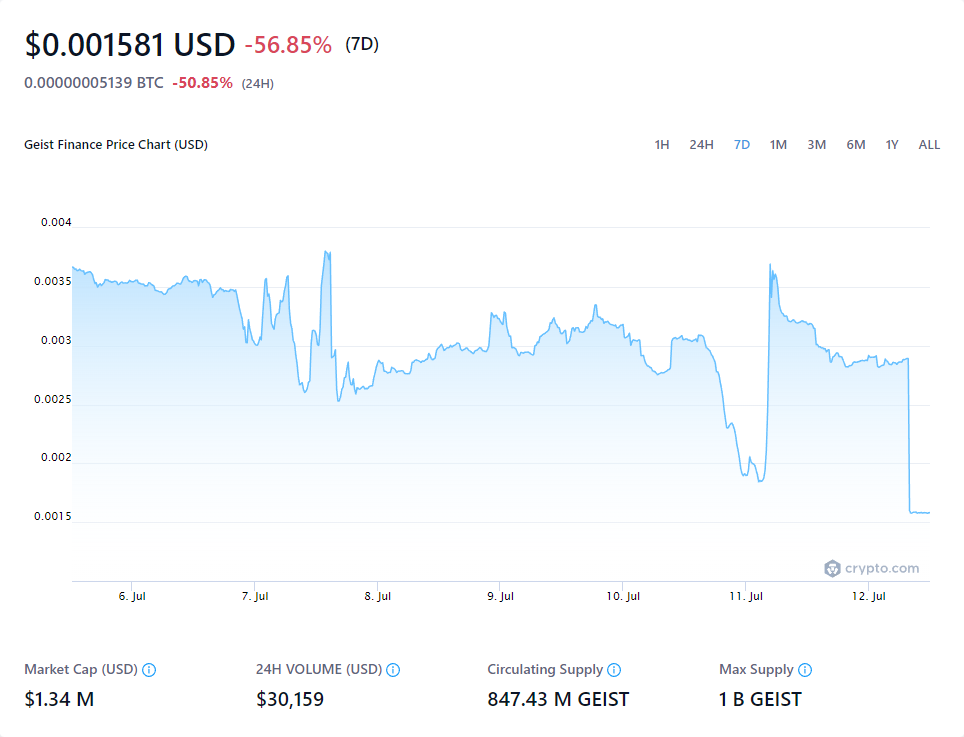 $0.001581 USD -56.85% (7D)
0.00000005139 BTC -50.85% (24H)
Geist Finance Price Chart (USD) 1H 24H 7D 1M 3M 6M 1Y ALL
0.004
0.0035
0.003
0.0025
0.002
0.0015
crypto.com
6. Jul 7. Jul 8. Jul 9. Jul 10. Jul 11. Jul 12. Jul
Market Cap (USD) 24H VOLUME (USD) Circulating Supply Max Supply
$1.34 M $30,159 847.43 M GEIST 1 B GEIST